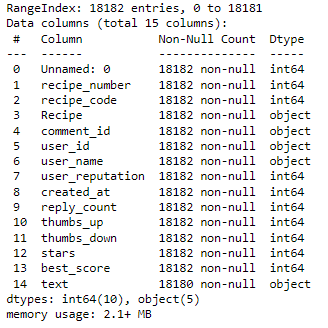 RangeIndex: 18182 entries, 0 to 18181
Data columns (total 15 columns):
 #   Column           Non-Null Count  Dtype
---  ------           --------------  -----
 0   Unnamed: 0       18182 non-null  int64
 1   recipe_number    18182 non-null  int64
 2   recipe_code      18182 non-null  int64
 3   Recipe           18182 non-null  object
 4   comment_id       18182 non-null  object
 5   user_id          18182 non-null  object
 6   user_name        18182 non-null  object
 7   user_reputation  18182 non-null  int64
 8   created_at       18182 non-null  int64
 9   reply_count      18182 non-null  int64
 10  thumbs_up        18182 non-null  int64
 11  thumbs_down      18182 non-null  int64
 12  stars            18182 non-null  int64
 13  best_score       18182 non-null  int64
 14  text             18180 non-null  object
dtypes: int64(10), object(5)
memory usage: 2.1+ MB